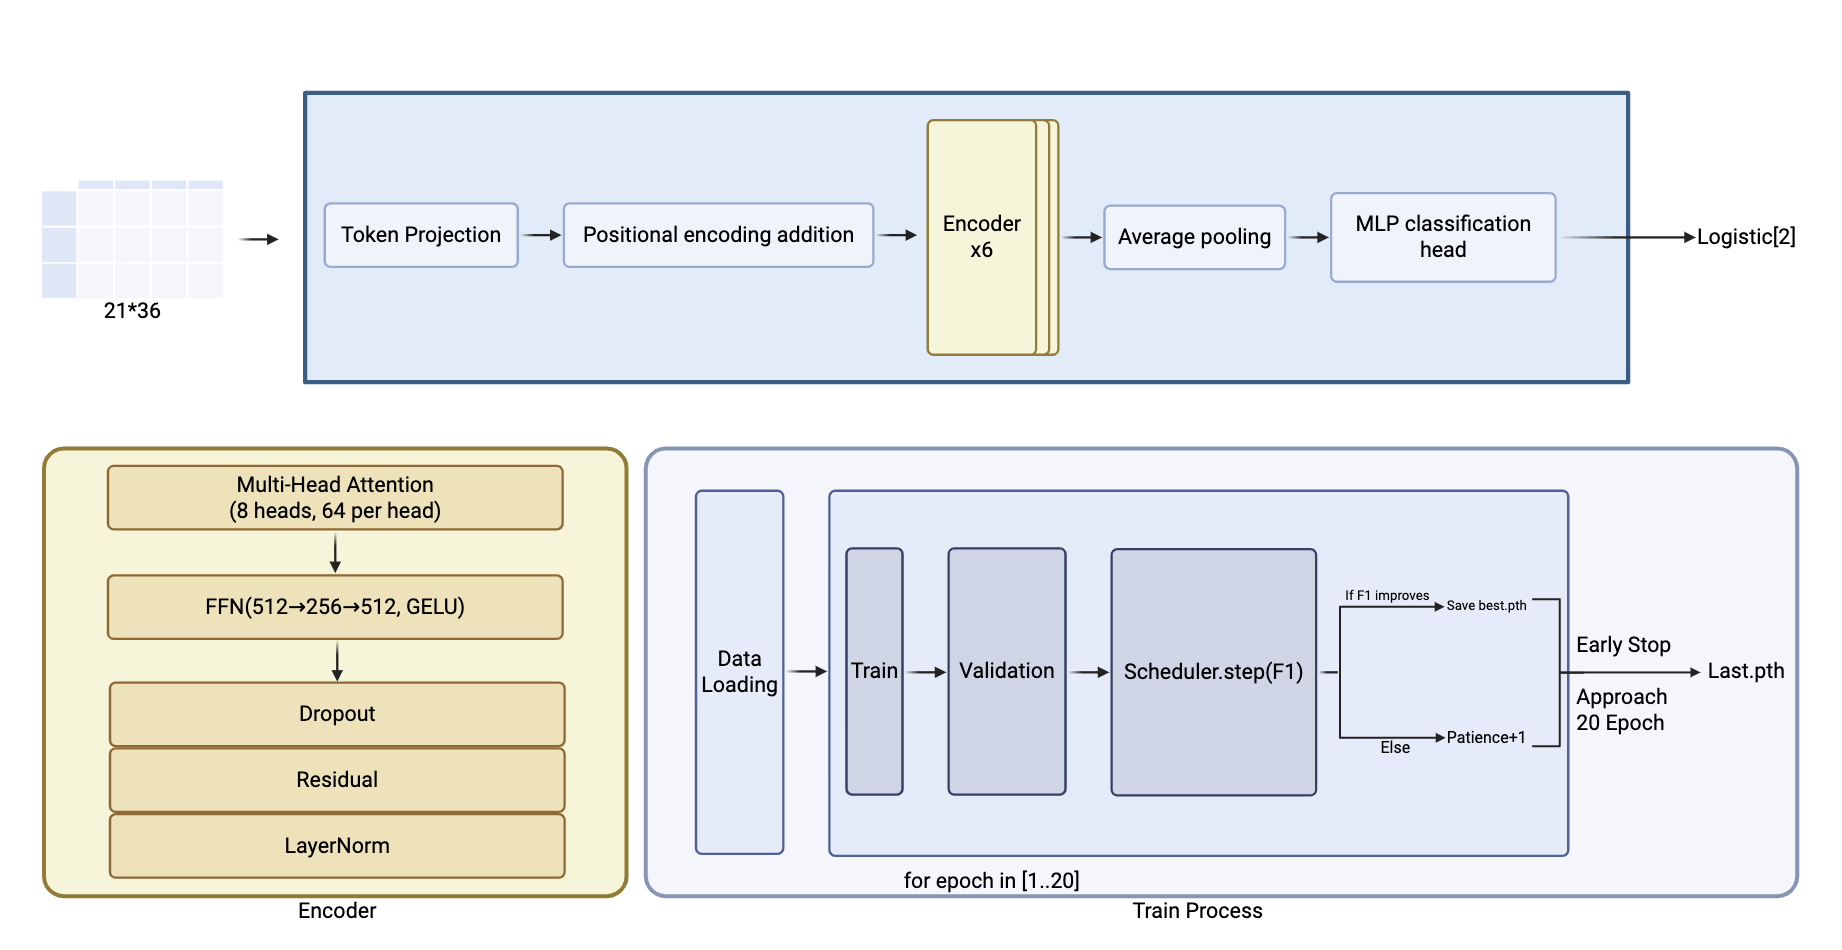 21*36
Token Projection
Positional encoding addition
Encoder
x6
Average pooling
MLP classification
head
Logistic[2]
Multi-Head Attention
(8 heads, 64 per head)
FFN(512→256→512, GELU)
Dropout
Residual
LayerNorm
Encoder
Data
Loading
Train
Validation
Scheduler.step(F1)
If F1 improves
Save best.pth
Else
Patience+1
Early Stop
Approach
20 Epoch
Last.pth
for epoch in [1..20]
Train Process